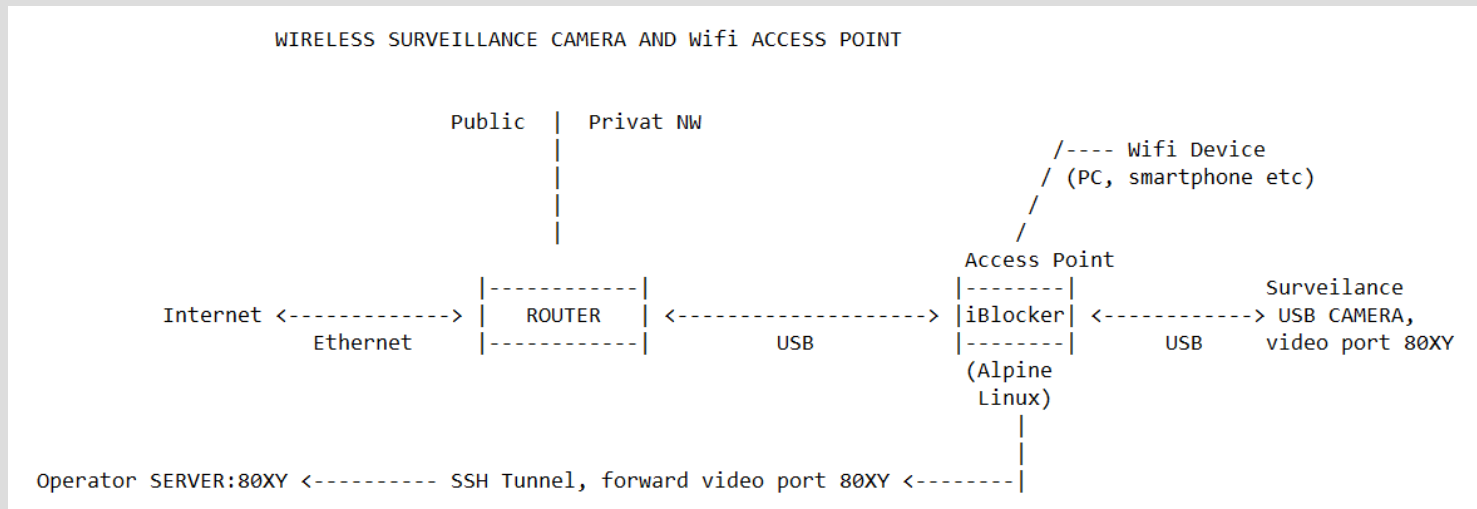 WIRELESS SURVEILLANCE CAMERA AND Wifi ACCESS POINT
Public | Privat NW
| /---- Wifi Device
| / (PC, smartphone etc)
| /
| /
Access Point
|------------| |--------| Surveilance
Internet <-------------> | ROUTER | <--------------------> |iBlocker| <------------> USB CAMERA,
Ethernet |------------| USB |--------| USB video port 80XY
(Alpine
Linux)
|
|
Operator SERVER:80XY <---------- SSH Tunnel, forward video port 80XY <--------|